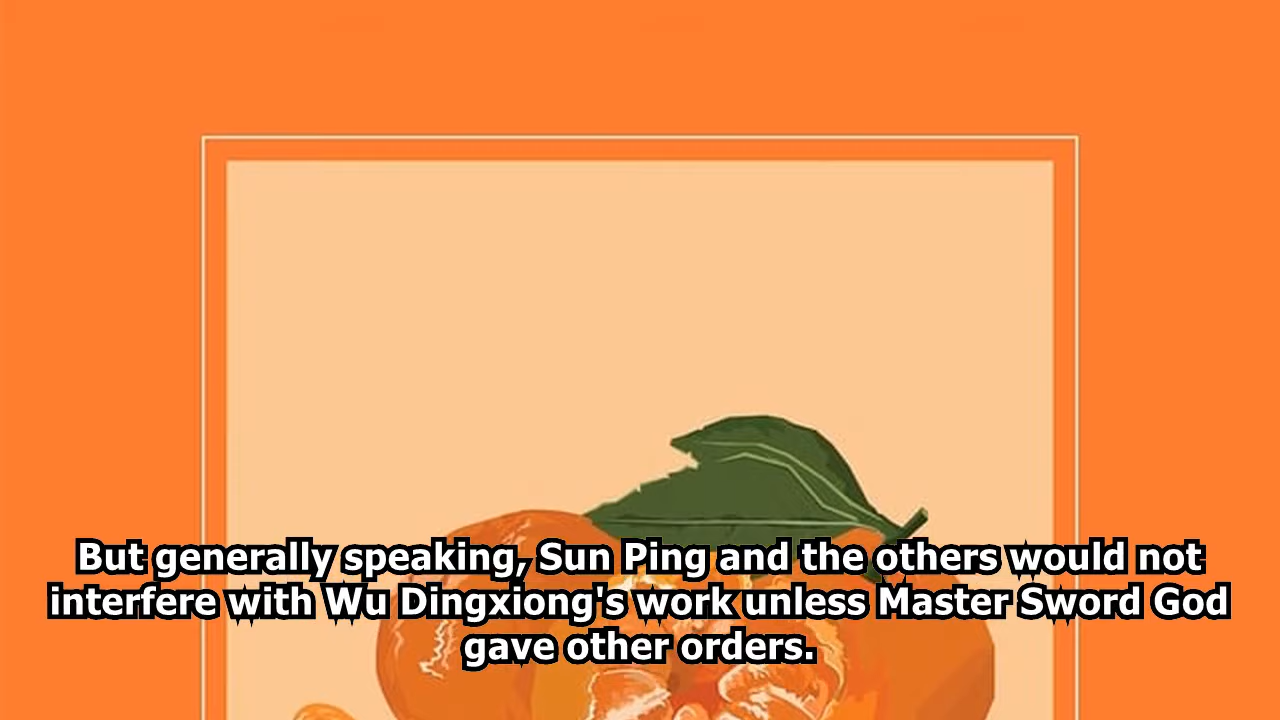 But generally speaking, Sun Ping and the others would not
interfere with Wu Dingxiong's work unless Master Sword God
gave other orders.